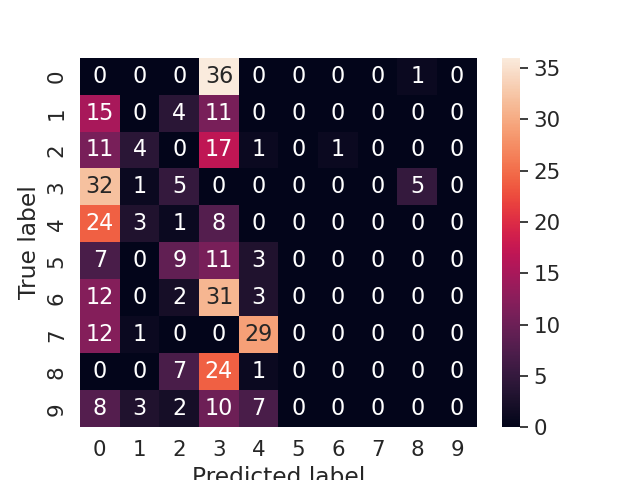 0 0 0 0 36 0 0 0 0 1 0
1 15 0 4 11 0 0 0 0 0 0
2 11 4 0 17 1 0 1 0 0 0
3 32 1 5 0 0 0 0 0 5 0
4 24 3 1 8 0 0 0 0 0 0
5 7 0 9 11 3 0 0 0 0 0
6 12 0 2 31 3 0 0 0 0 0
7 12 1 0 0 29 0 0 0 0 0
8 0 0 7 24 1 0 0 0 0 0
9 8 3 2 10 7 0 0 0 0 0
0 1 2 3 4 5 6 7 8 9
True label
Predicted label
35
30
25
20
15
10
5
0